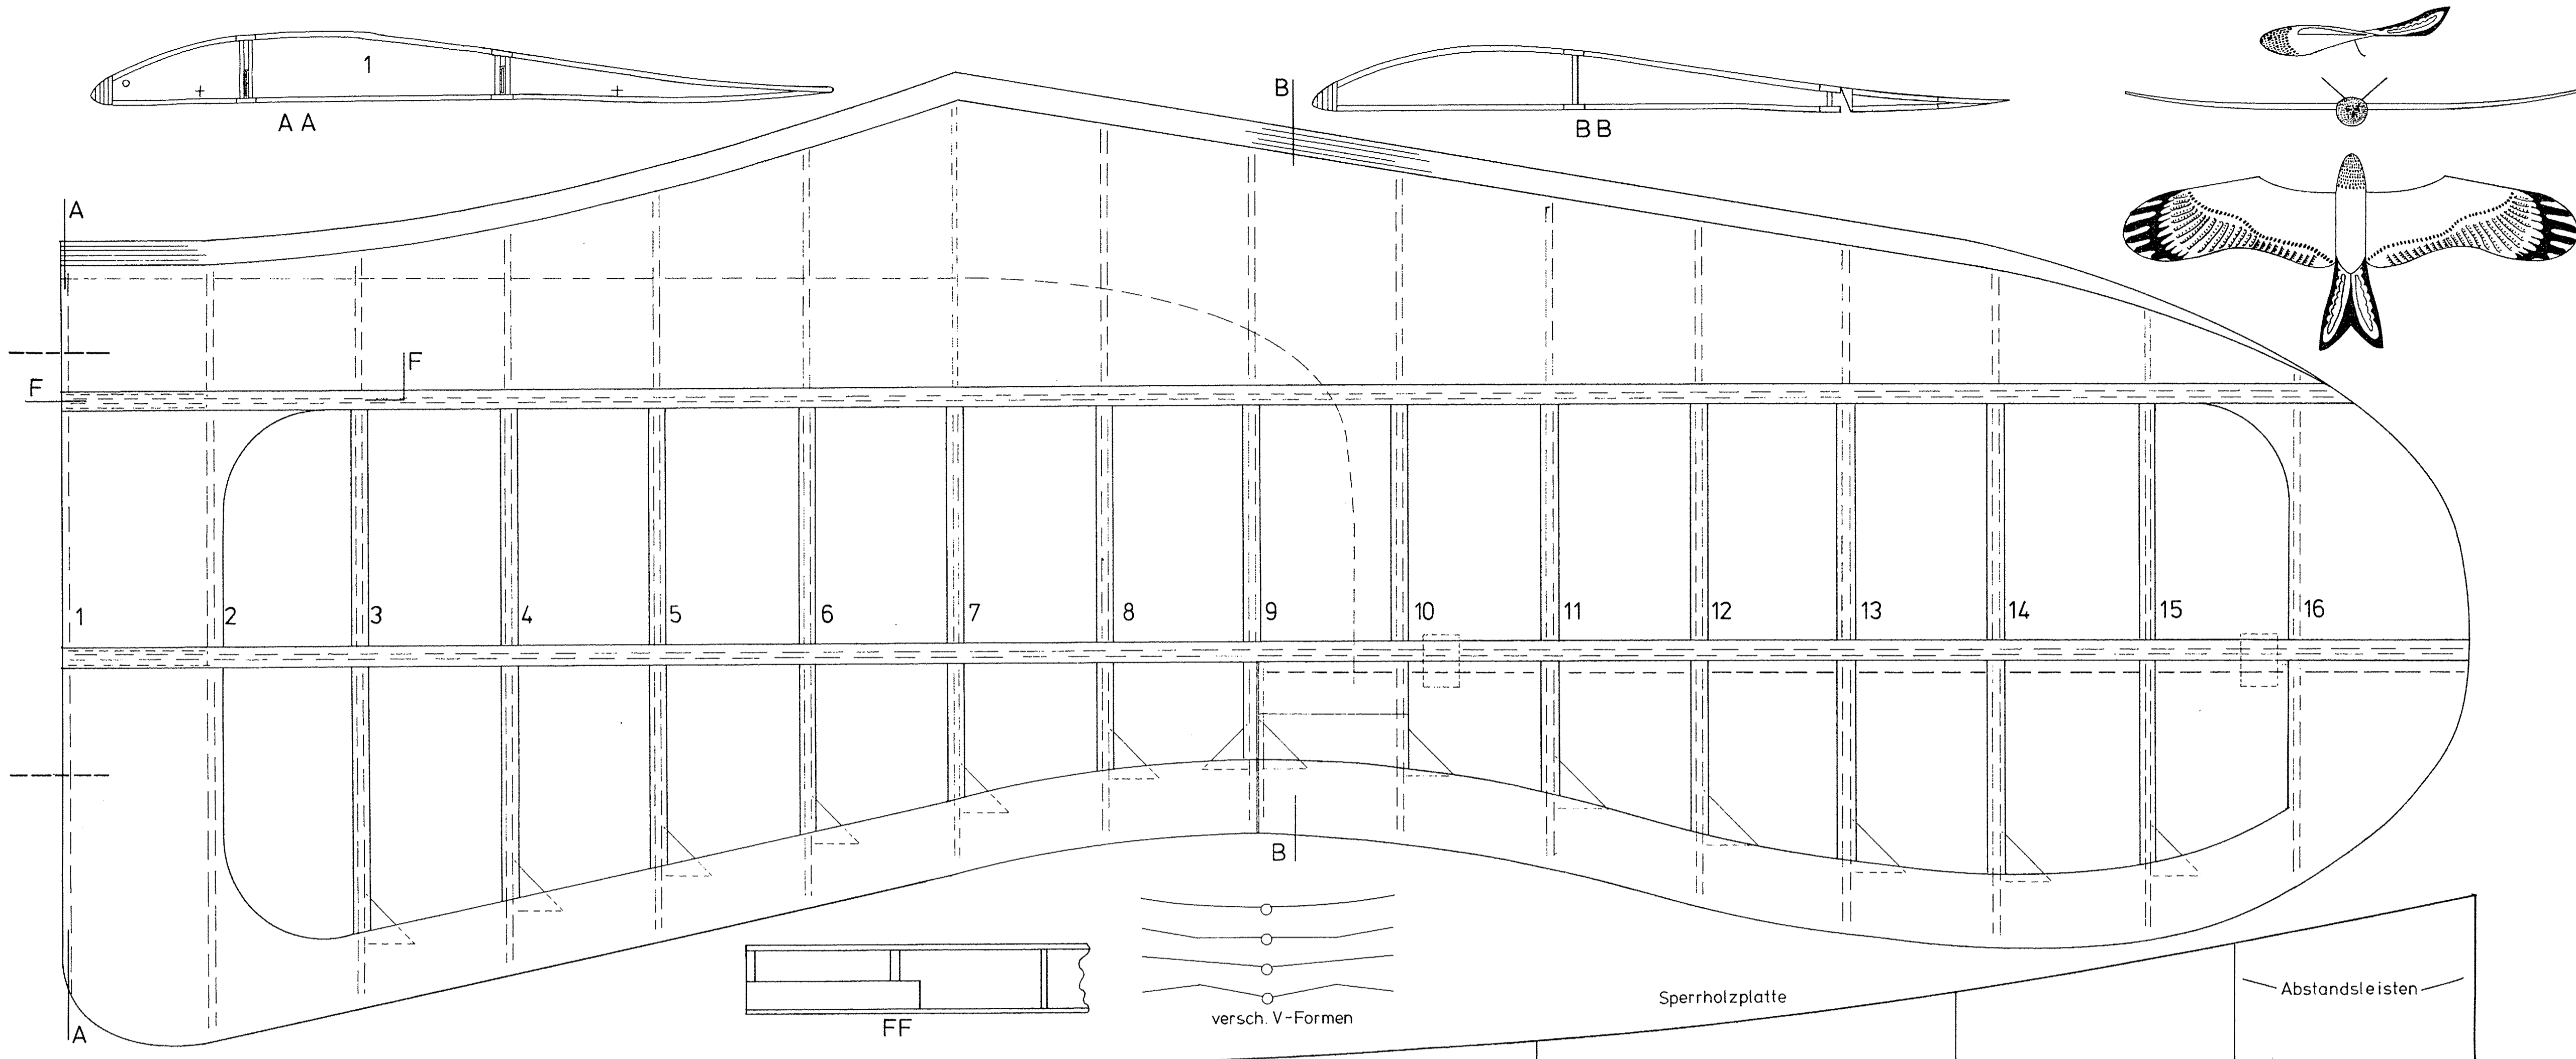 1
A A
B
B B
A
F
F
1
2
3
4
5
6
7
8
9
10
11
12
13
14
15
16
B
A
FF
versch. V-Formen
Sperrholzplatte
Abstandsleisten